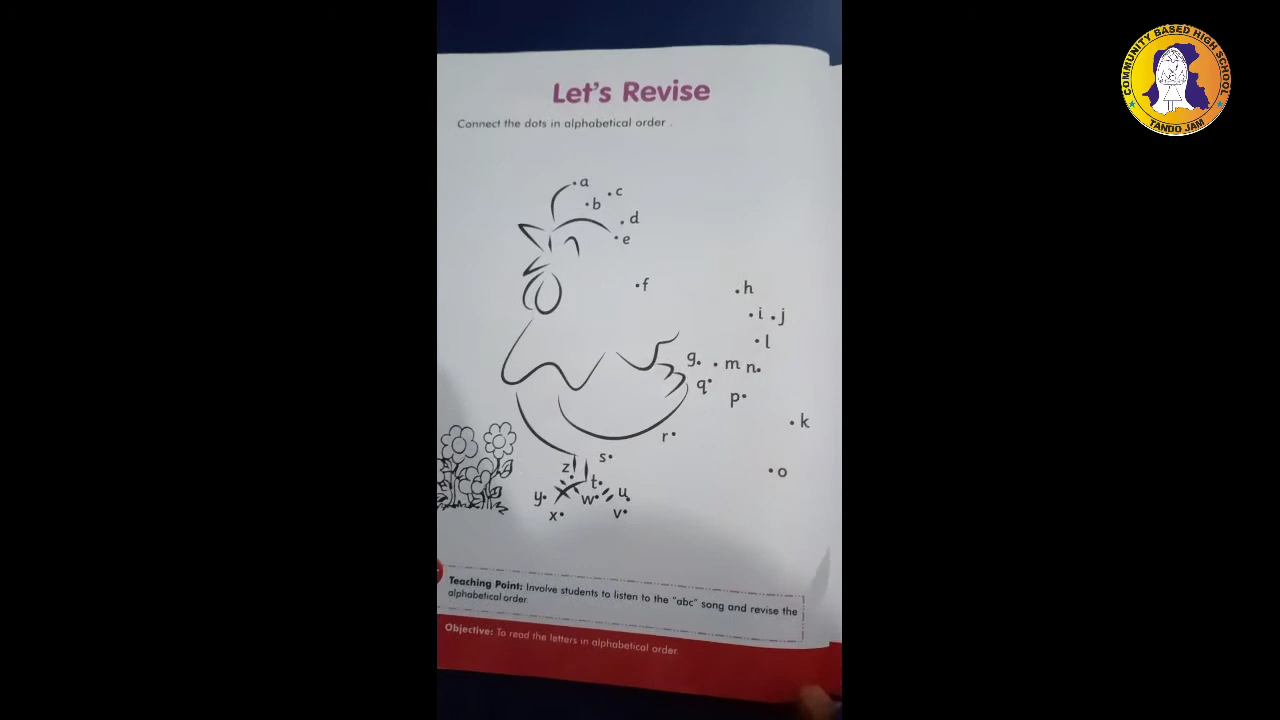 Let's Revise
Connect the dots in alphabetical order .
a
c
b
d
e
f
h
i j
l
g m n
q
p
k
r
s
o
z
t
y w u
x v
Teaching Point: Involve students to listen to the "abc" song and revise the
alphabetical order.
Objective: To read the letters in alphabetical order.
COMMUNITY BASED HIGH SCHOOL
TANDO JAM